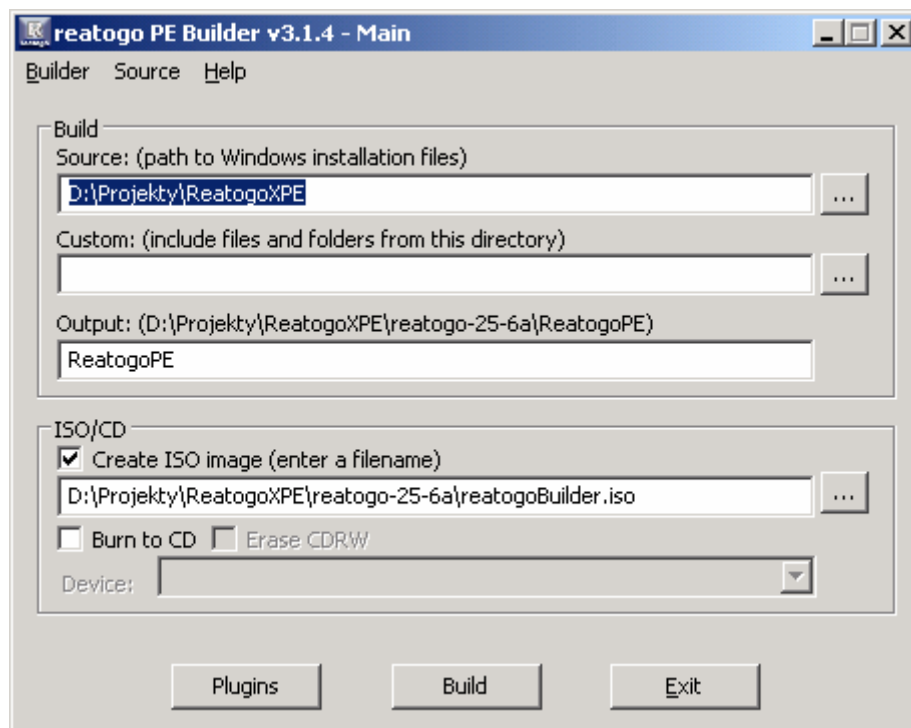 reatogo PE Builder v3.1.4 - Main
Builder Source Help
Build
Source: (path to Windows installation files)
D:\Projekty\ReatogoXPE
...
Custom: (include files and folders from this directory)
...
Output: (D:\Projekty\ReatogoXPE\reatogo-25-6a\ReatogoPE)
ReatogoPE
ISO/CD
Create ISO image (enter a filename)
D:\Projekty\ReatogoXPE\reatogo-25-6a\reatogoBuilder.iso
...
Burn to CD Erase CDRW
Device:
Plugins Build Exit